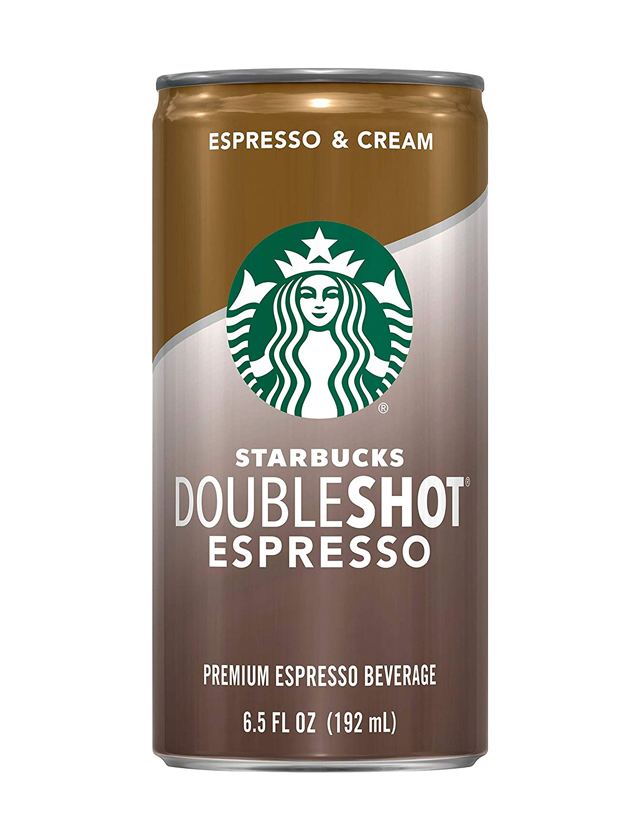 ESPRESSO & CREAM
®
STARBUCKS
DOUBLESHOT®
ESPRESSO
PREMIUM ESPRESSO BEVERAGE
6.5 FL OZ (192 mL)